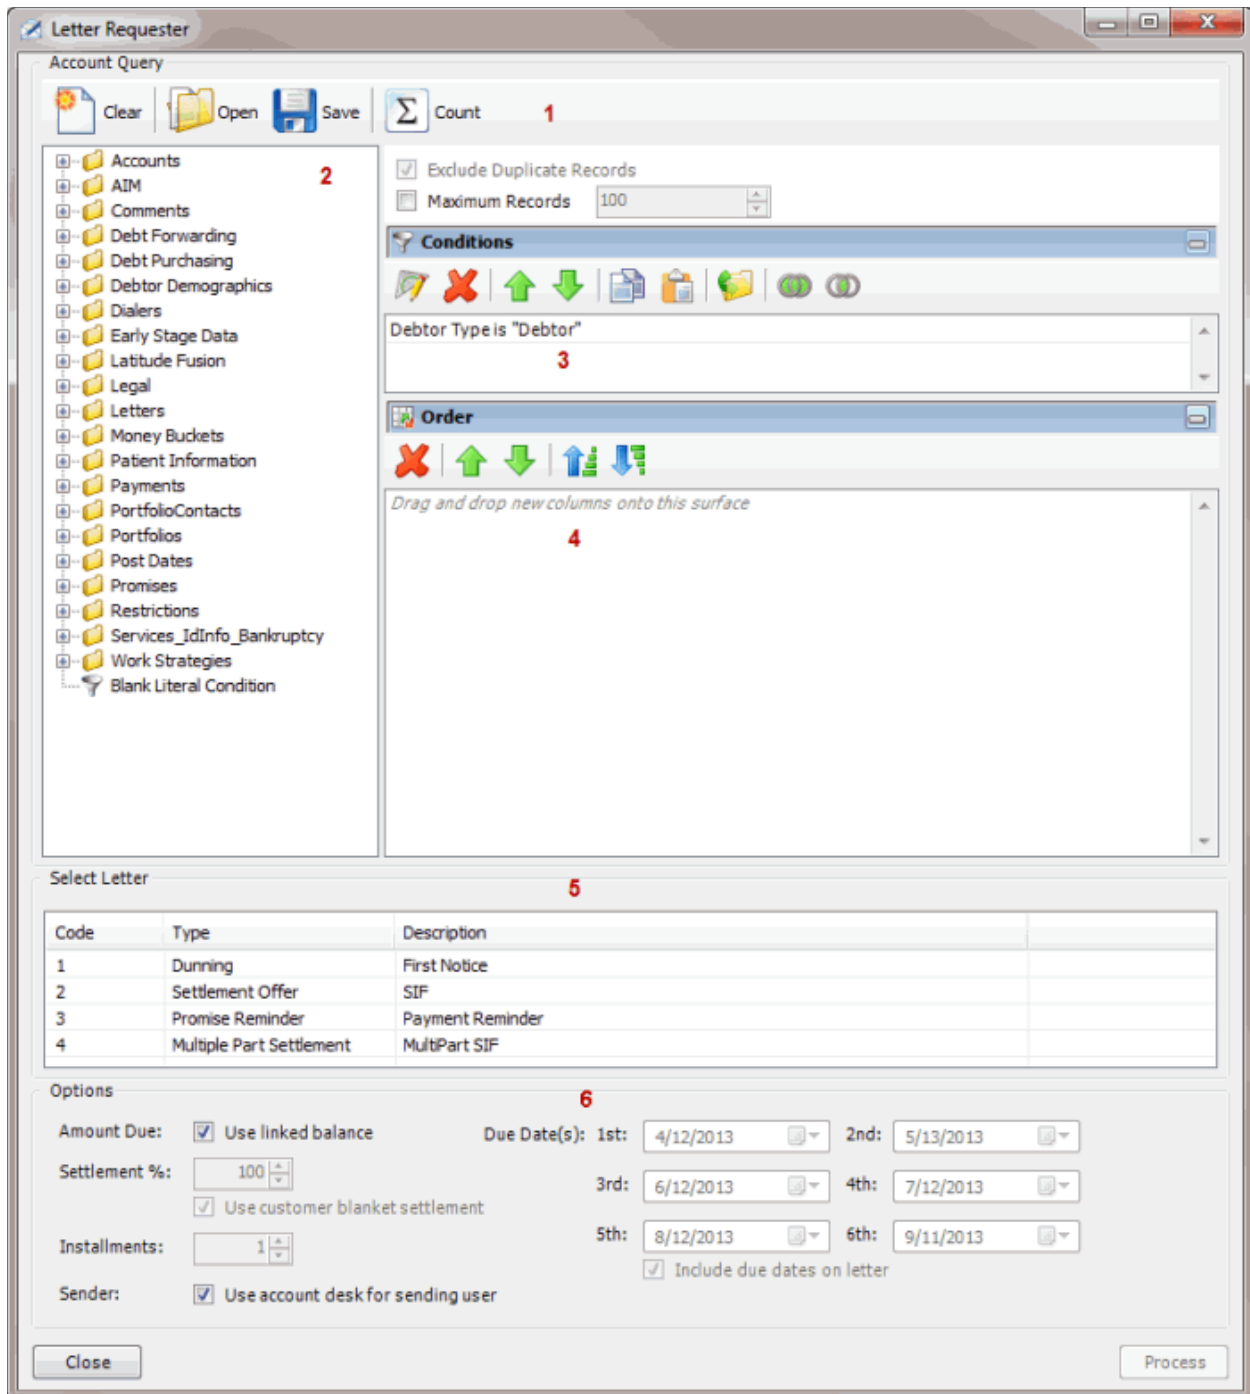 Letter Requester
Account Query
Clear Open Save Σ Count 1
2
Accounts
AIM
Comments
Debt Forwarding
Debt Purchasing
Debtor Demographics
Dialers
Early Stage Data
Latitude Fusion
Legal
Letters
Money Buckets
Patient Information
Payments
PortfolioContacts
Portfolios
Post Dates
Promises
Restrictions
Services_IdInfo_Bankruptcy
Work Strategies
Blank Literal Condition
Exclude Duplicate Records
Maximum Records 100
Conditions
Debtor Type is "Debtor"
3
Order
Drag and drop new columns onto this surface
4
Select Letter 5
Code Type Description
1 Dunning First Notice
2 Settlement Offer SIF
3 Promise Reminder Payment Reminder
4 Multiple Part Settlement MultiPart SIF
Options 6
Amount Due: Use linked balance Due Date(s): 1st: 4/12/2013 2nd: 5/13/2013
Settlement %: 100 3rd: 6/12/2013 4th: 7/12/2013
Use customer blanket settlement
Installments: 1 5th: 8/12/2013 6th: 9/11/2013
Include due dates on letter
Sender: Use account desk for sending user
Close Process